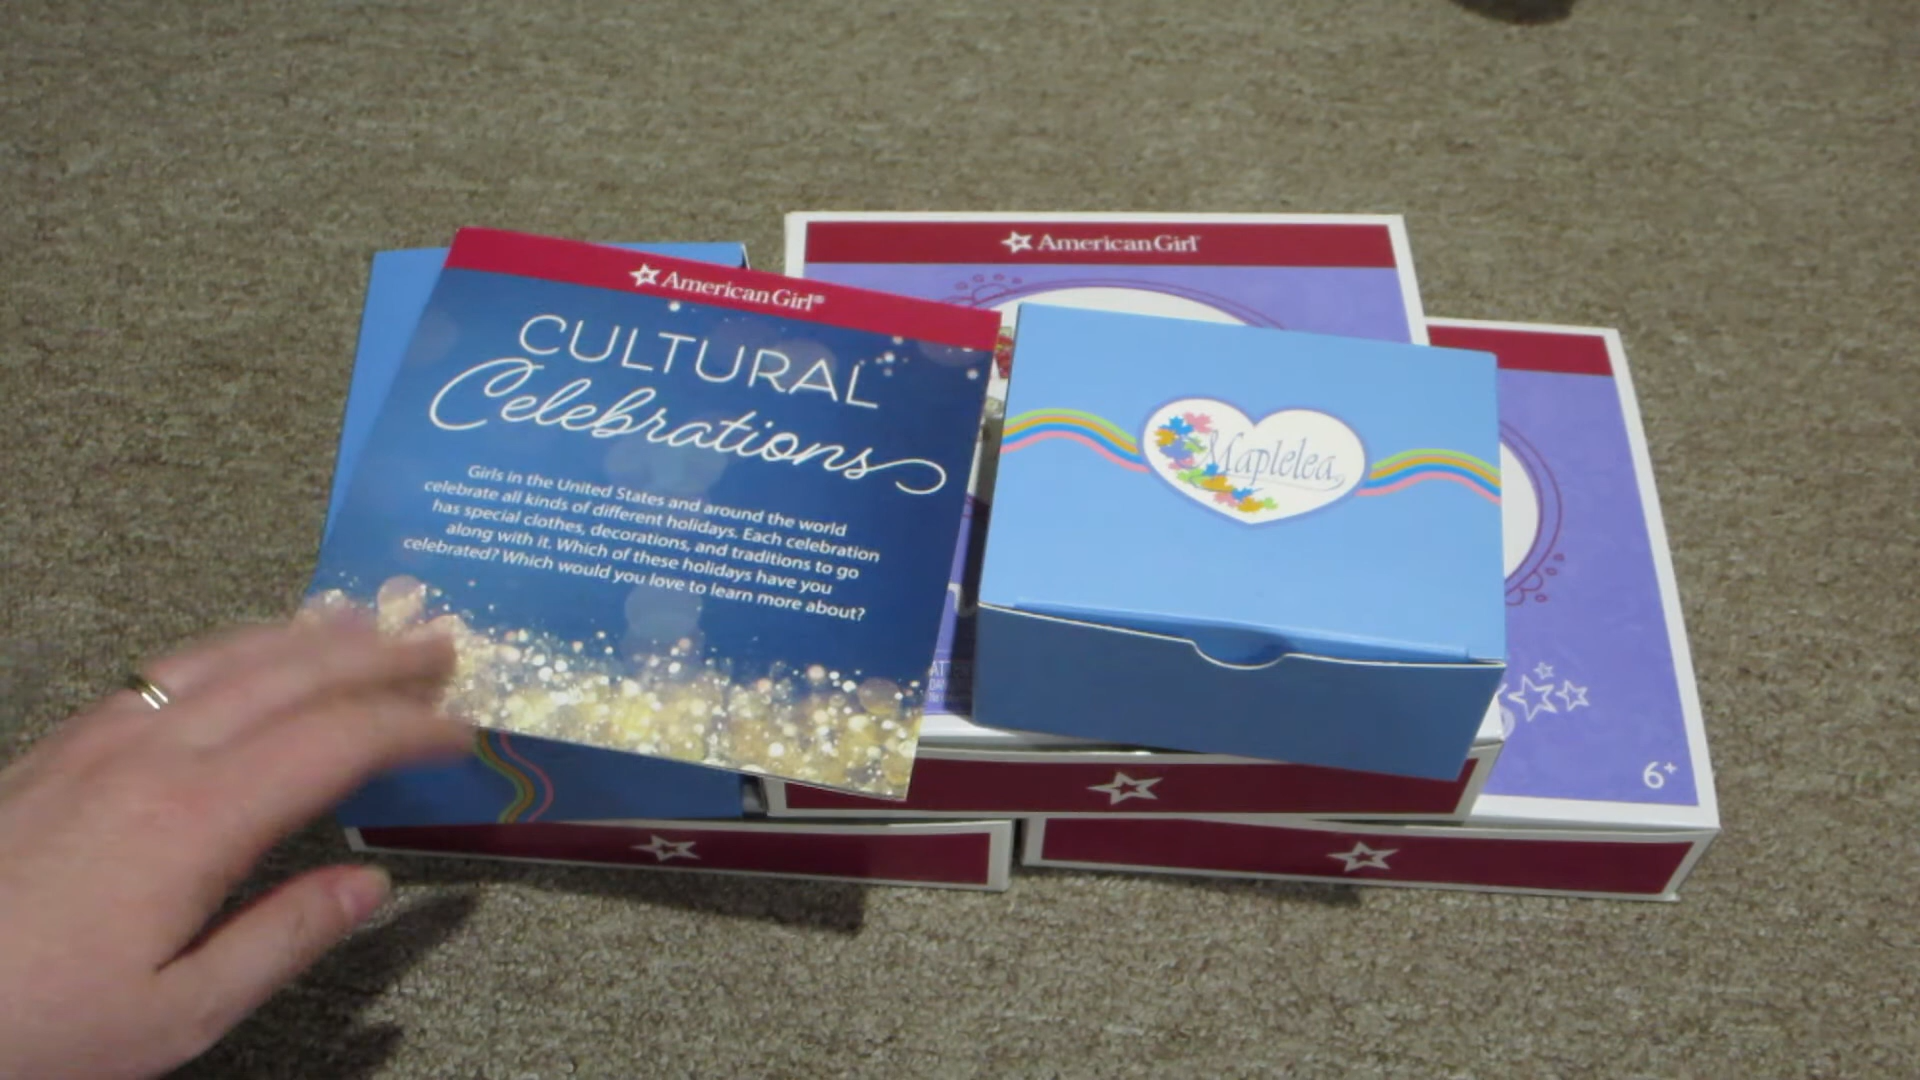 American Girl
American Girl®
CULTURAL
Celebrations
Girls in the United States and around the world
celebrate all kinds of different holidays. Each celebration
has special clothes, decorations, and traditions to go
along with it. Which of these holidays have you
celebrated? Which would you love to learn more about?
Maplelea
6+